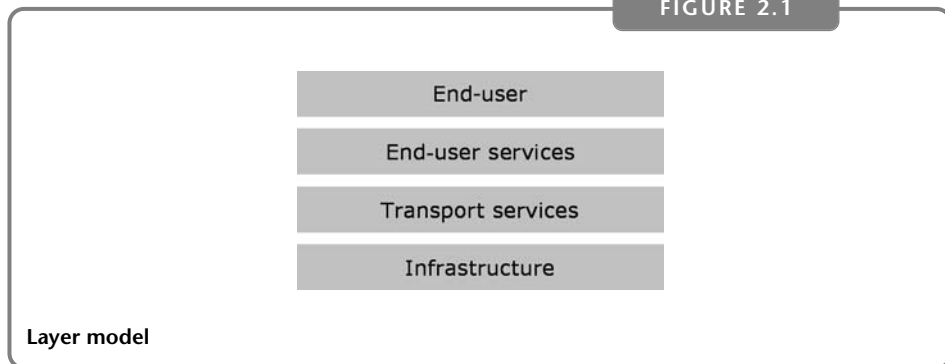 FIGURE 2.1
End-user
End-user services
Transport services
Infrastructure
Layer model